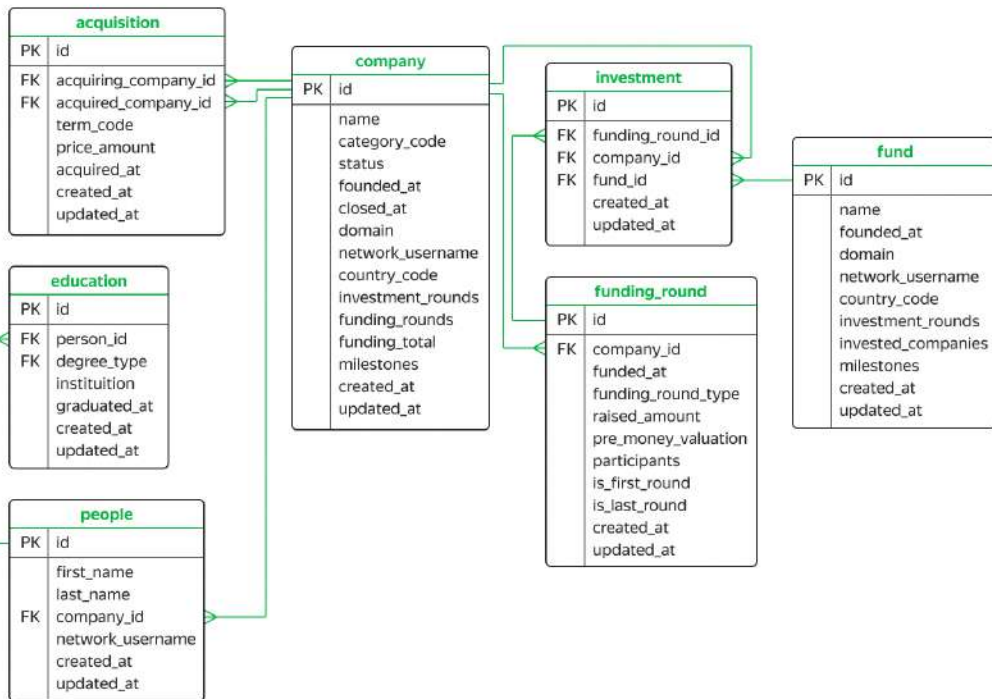 acquisition
PK id
FK acquiring_company_id
FK acquired_company_id
term_code
price_amount
acquired_at
created_at
updated_at
company
PK id
name
category_code
status
founded_at
closed_at
domain
network_username
country_code
investment_rounds
funding_rounds
funding_total
milestones
created_at
updated_at
investment
PK id
FK funding_round_id
FK company_id
FK fund_id
created_at
updated_at
fund
PK id
name
founded_at
domain
network_username
country_code
investment_rounds
invested_companies
milestones
created_at
updated_at
education
PK id
FK person_id
FK degree_type
instituition
graduated_at
created_at
updated_at
funding_round
PK id
FK company_id
funded_at
funding_round_type
raised_amount
pre_money_valuation
participants
is_first_round
is_last_round
created_at
updated_at
people
PK id
first_name
last_name
FK company_id
network_username
created_at
updated_at